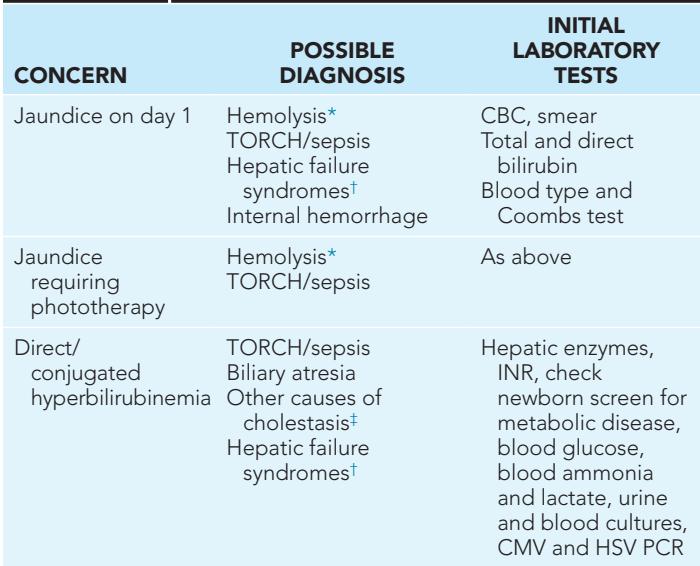 CONCERN
POSSIBLE
DIAGNOSIS
INITIAL
LABORATORY
TESTS
Jaundice on day 1
Hemolysis*
TORCH/sepsis
Hepatic failure
syndromes†
Internal hemorrhage
CBC, smear
Total and direct
bilirubin
Blood type and
Coombs test
Jaundice
requiring
phototherapy
Hemolysis*
TORCH/sepsis
As above
Direct/
conjugated
hyperbilirubinemia
TORCH/sepsis
Biliary atresia
Other causes of
cholestasis‡
Hepatic failure
syndromes†
Hepatic enzymes,
INR, check
newborn screen for
metabolic disease,
blood glucose,
blood ammonia
and lactate, urine
and blood cultures,
CMV and HSV PCR